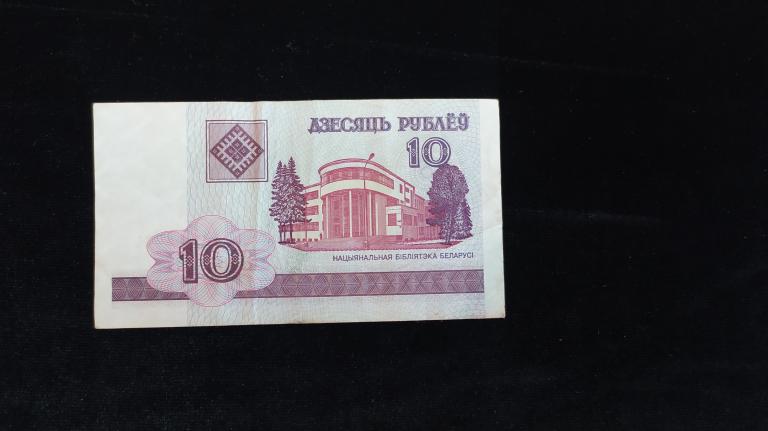 ДЗЕСЯЦЬ РУБЛЁЎ
10
НАЦЫЯНАЛЬНАЯ БІБЛІЯТЭКА БЕЛАРУСІ
10